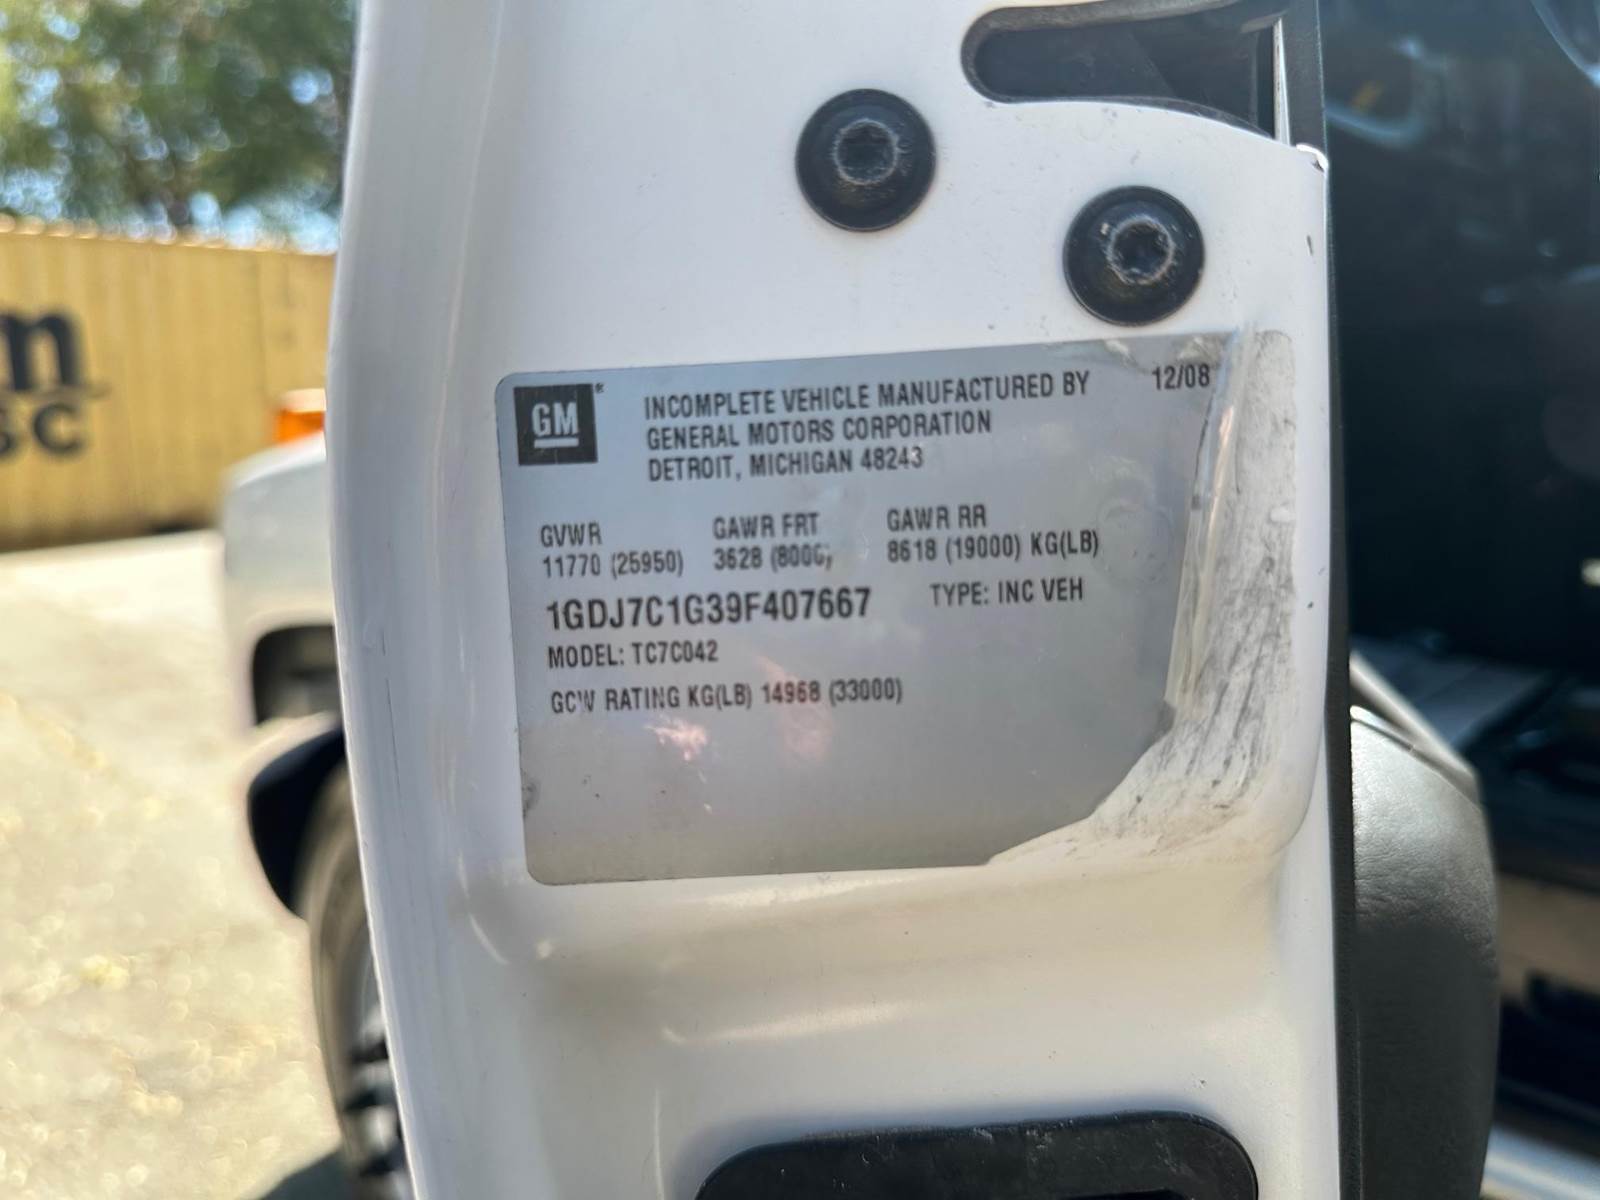 GM
INCOMPLETE VEHICLE MANUFACTURED BY 12/08
GENERAL MOTORS CORPORATION
DETROIT, MICHIGAN 48243
GVWR GAWR FRT GAWR RR
11770 (25950) 3628 (8000) 8618 (19000) KG(LB)
1GDJ7C1G39F407667 TYPE: INC VEH
MODEL: TC7C042
GCW RATING KG(LB) 14968 (33000)
m
SC